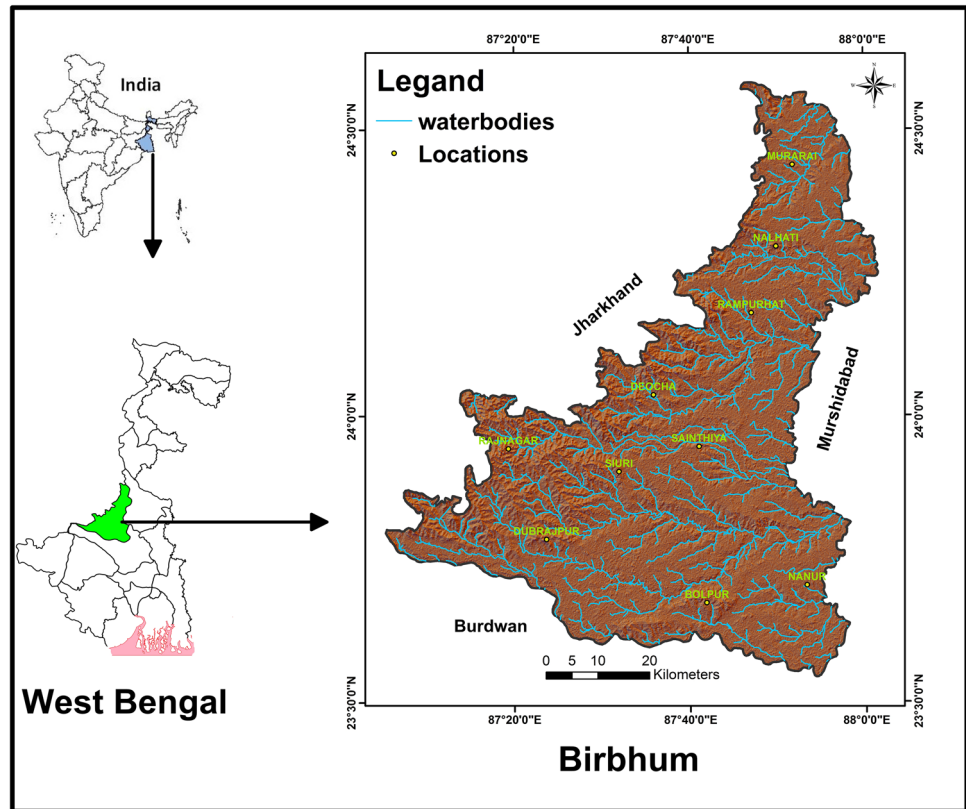 India
West Bengal
87°20'0"E
87°40'0"E
88°0'0"E
Legand
waterbodies
Locations
N
W
E
S
24°30'0"N
24°30'0"N
MURARAI
NALHATI
RAMPURHAT
Jharkhand
Murshidabad
DEOCHA
24°0'0"N
24°0'0"N
RAJNAGAR
SAINTHIYA
SIURI
DUBRAJPUR
NANUR
BOLPUR
Burdwan
0 5 10 20
Kilometers
23°30'0"N
23°30'0"N
87°20'0"E
87°40'0"E
88°0'0"E
Birbhum